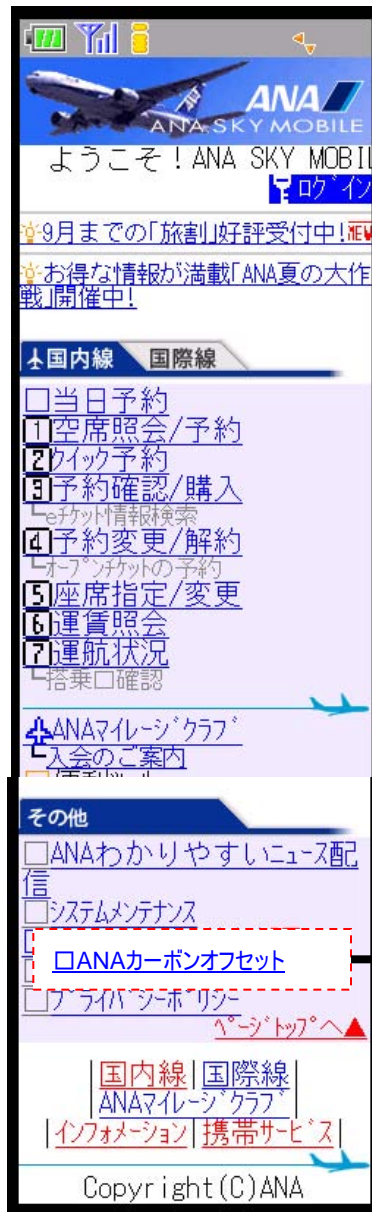 ANA
ANA SKY MOBILE
ようこそ!ANA SKY MOBI
ログイン
9月までの「旅割」好評受付中!NEW
お得な情報が満載「ANA夏の大作
戦」開催中!
国内線 国際線
□当日予約
1空席照会/予約
2クイック予約
3予約確認/購入
┗eチケット情報検索
4予約変更/解約
┗オープンチケットの予約
5座席指定/変更
6運賃照会
7運航状況
┗搭乗口確認
ANAマイレージクラブ
┗入会のご案内
その他
□ANAわかりやすいニュース配
信
□システムメンテナンス
□ANAカーボンオフセット
□プライバシーポリシー
ページトップへ▲
|国内線|国際線|
|ANAマイレージクラブ|
|インフォメーション|携帯サービス|
Copyright(C)ANA